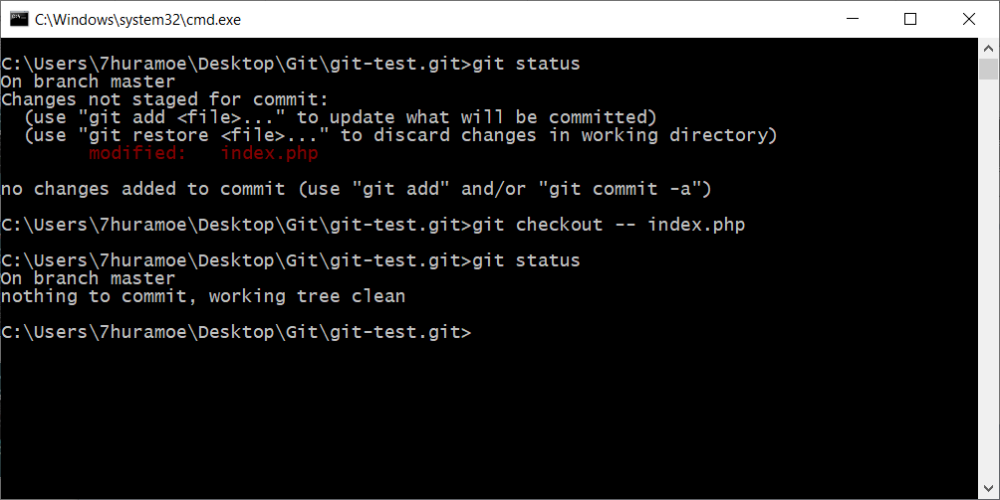 C:\Windows\system32\cmd.exe
C:\Users\7huramoe\Desktop\Git\git-test.git>git status
On branch master
Changes not staged for commit:
  (use "git add <file>..." to update what will be committed)
  (use "git restore <file>..." to discard changes in working directory)
        modified:   index.php
no changes added to commit (use "git add" and/or "git commit -a")
C:\Users\7huramoe\Desktop\Git\git-test.git>git checkout -- index.php
C:\Users\7huramoe\Desktop\Git\git-test.git>git status
On branch master
nothing to commit, working tree clean
C:\Users\7huramoe\Desktop\Git\git-test.git>